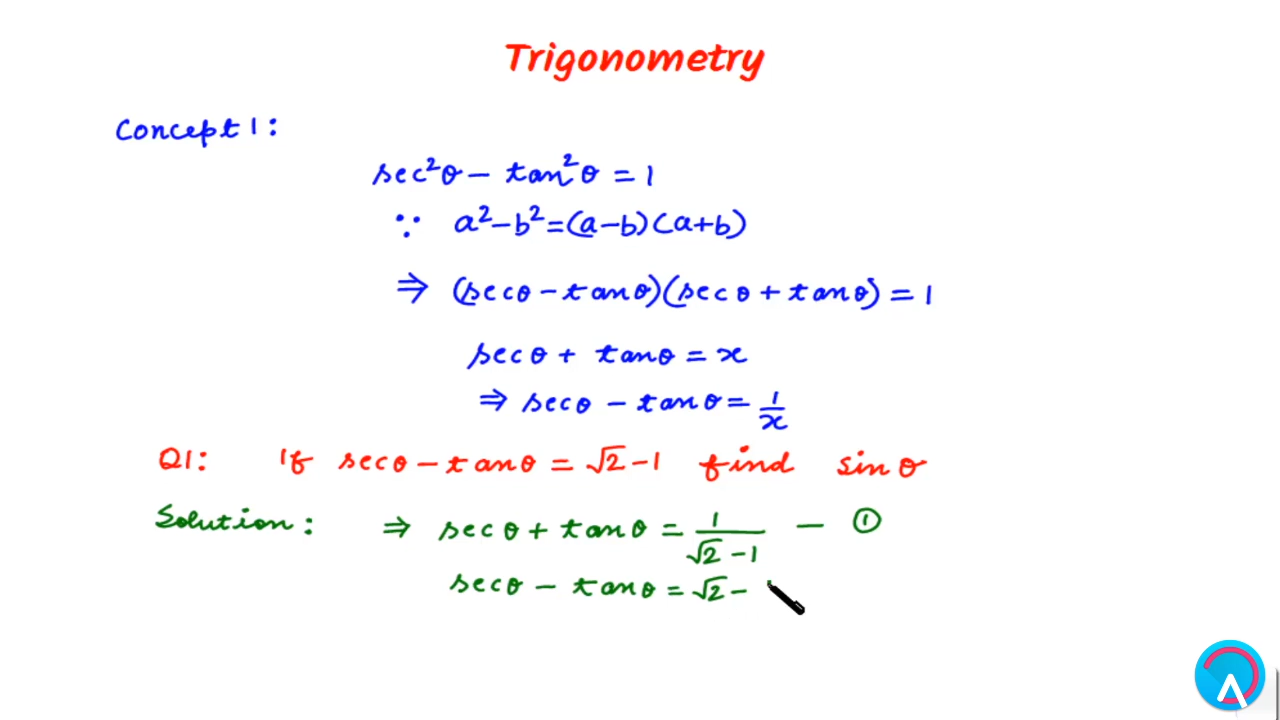 Trigonometry
Concept 1:
sec²θ − tan²θ = 1
∵ a² − b² = (a − b)(a + b)
⇒ (secθ − tanθ)(secθ + tanθ) = 1
secθ + tanθ = x
⇒ secθ − tanθ = 1/x
Q1: If secθ − tanθ = √2 − 1 find sinθ
Solution: ⇒ secθ + tanθ = 1/(√2 − 1) — ①
secθ − tanθ = √2 −